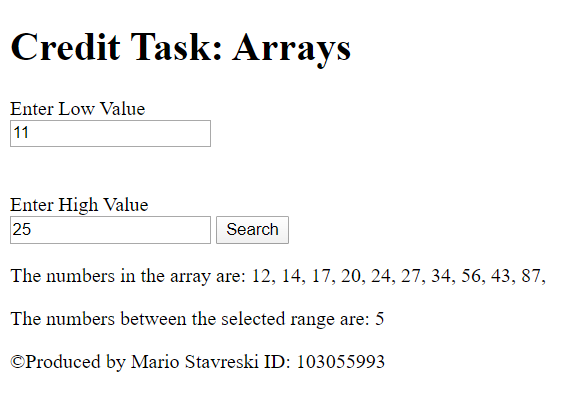 Credit Task: Arrays
Enter Low Value
11
Enter High Value
25 Search
The numbers in the array are: 12, 14, 17, 20, 24, 27, 34, 56, 43, 87,
The numbers between the selected range are: 5
©Produced by Mario Stavreski ID: 103055993